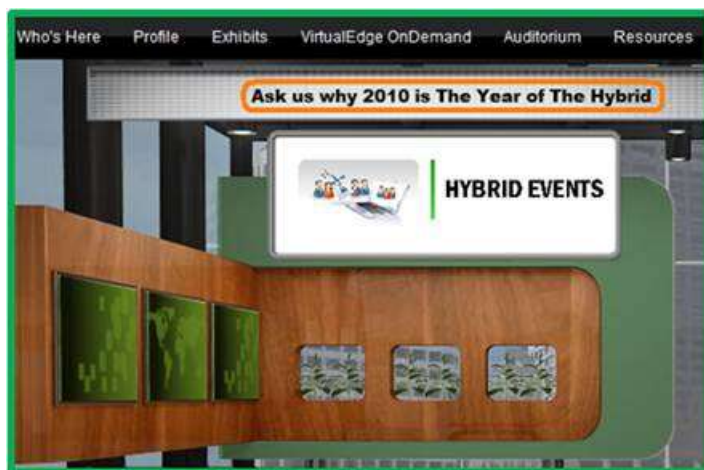 Who's Here Profile Exhibits VirtualEdge OnDemand Auditorium Resources
Ask us why 2010 is The Year of The Hybrid
HYBRID EVENTS